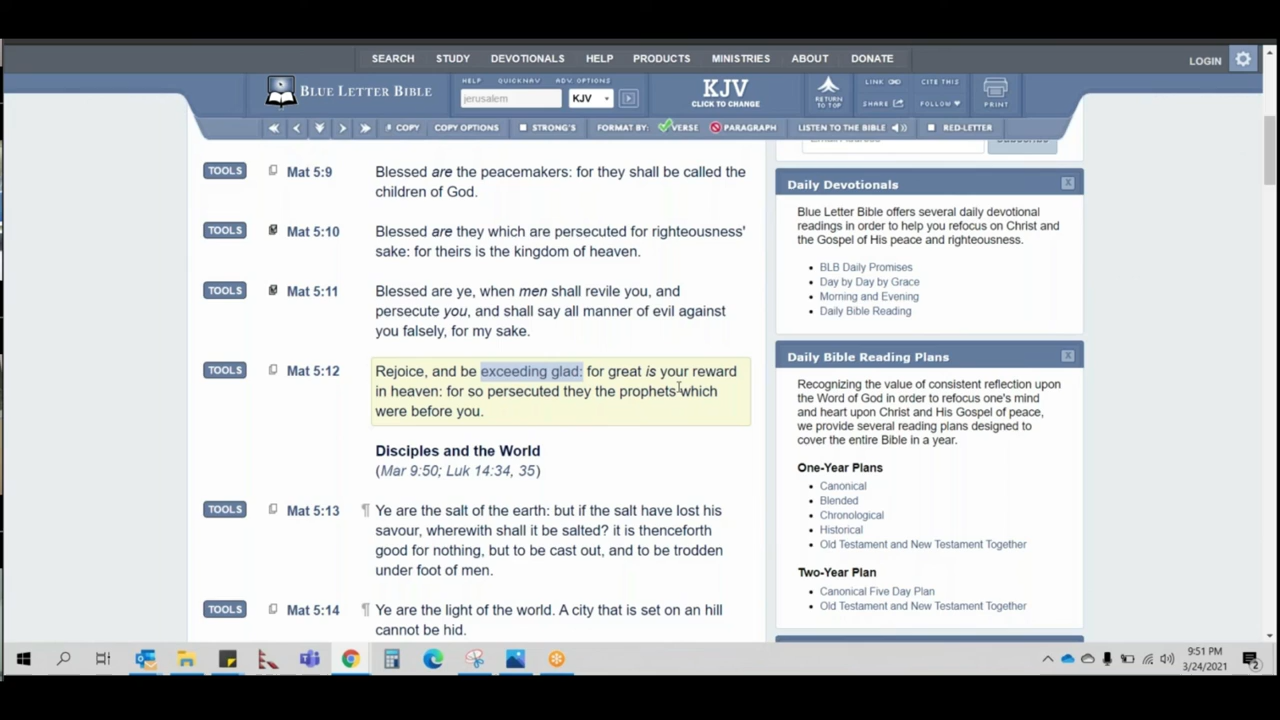 SEARCH STUDY DEVOTIONALS HELP PRODUCTS MINISTRIES ABOUT DONATE LOGIN
BLUE LETTER BIBLE
HELP QUICKNAV ADV. OPTIONS
jerusalem KJV
KJV
CLICK TO CHANGE
RETURN
TO TOP
LINK CITE THIS
SHARE FOLLOW
PRINT
COPY COPY OPTIONS STRONG'S FORMAT BY: VERSE PARAGRAPH LISTEN TO THE BIBLE RED-LETTER
TOOLS Mat 5:9 Blessed are the peacemakers: for they shall be called the
children of God.
TOOLS Mat 5:10 Blessed are they which are persecuted for righteousness'
sake: for theirs is the kingdom of heaven.
TOOLS Mat 5:11 Blessed are ye, when men shall revile you, and
persecute you, and shall say all manner of evil against
you falsely, for my sake.
TOOLS Mat 5:12 Rejoice, and be exceeding glad: for great is your reward
in heaven: for so persecuted they the prophets which
were before you.
Disciples and the World
(Mar 9:50; Luk 14:34, 35)
TOOLS Mat 5:13 ¶ Ye are the salt of the earth: but if the salt have lost his
savour, wherewith shall it be salted? it is thenceforth
good for nothing, but to be cast out, and to be trodden
under foot of men.
TOOLS Mat 5:14 ¶ Ye are the light of the world. A city that is set on an hill
cannot be hid.
Daily Devotionals
Blue Letter Bible offers several daily devotional
readings in order to help you refocus on Christ and
the Gospel of His peace and righteousness.
• BLB Daily Promises
• Day by Day by Grace
• Morning and Evening
• Daily Bible Reading
Daily Bible Reading Plans
Recognizing the value of consistent reflection upon
the Word of God in order to refocus one's mind
and heart upon Christ and His Gospel of peace,
we provide several reading plans designed to
cover the entire Bible in a year.
One-Year Plans
• Canonical
• Blended
• Chronological
• Historical
• Old Testament and New Testament Together
Two-Year Plan
• Canonical Five Day Plan
• Old Testament and New Testament Together
9:51 PM
3/24/2021
2